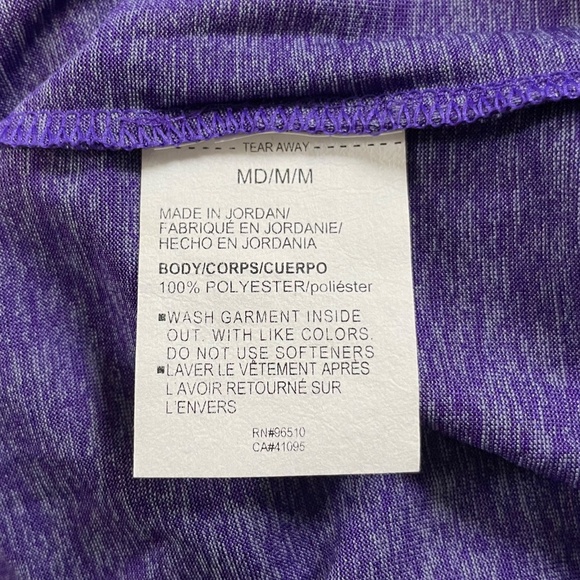 TEAR AWAY
MD/M/M
MADE IN JORDAN/
FABRIQUÉ EN JORDANIE/
HECHO EN JORDANIA
BODY/CORPS/CUERPO
100% POLYESTER/poliéster
WASH GARMENT INSIDE
OUT. WITH LIKE COLORS.
DO NOT USE SOFTENERS
LAVER LE VÊTEMENT APRÈS
L'AVOIR RETOURNÉ SUR
L'ENVERS
RN#96510
CA#41095